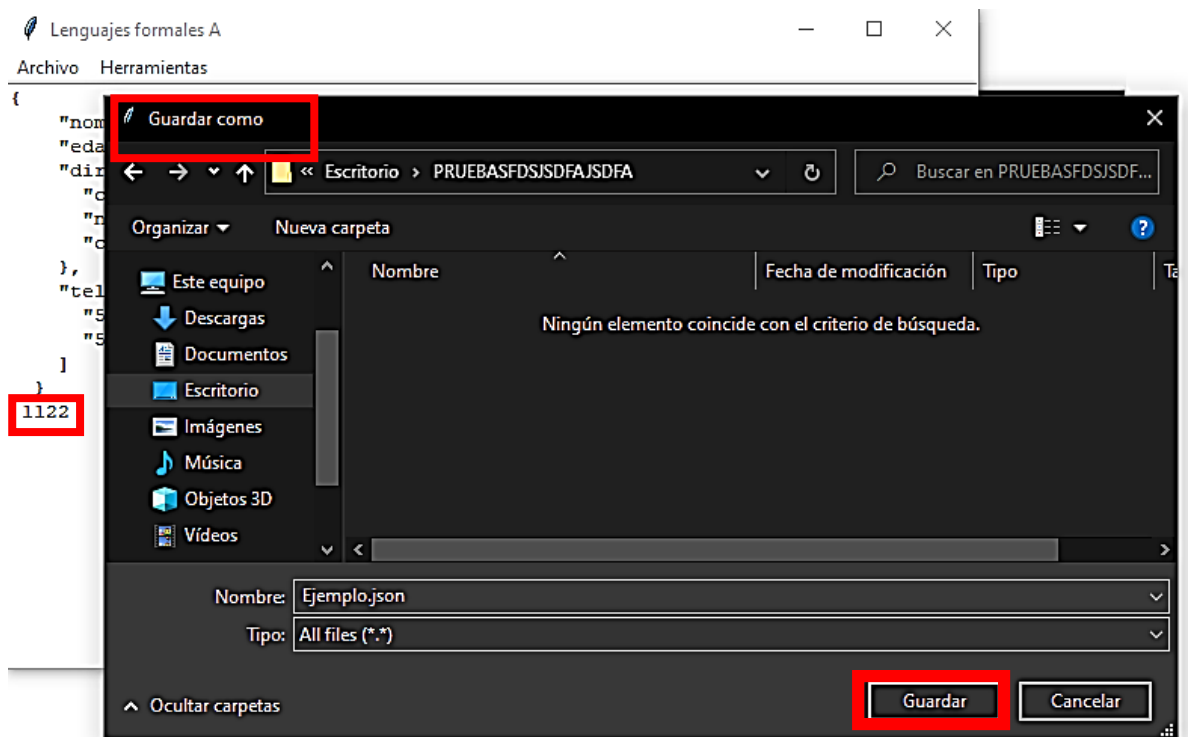 Lenguajes formales A
Archivo Herramientas
{
"nom
"eda
"dir
"c
"n
"c
},
"tel
"5
"5
]
}
1122
Guardar como
« Escritorio > PRUEBASFDSJSDFAJSDFA
Buscar en PRUEBASFDSJSDF...
Organizar Nueva carpeta
Este equipo
Descargas
Documentos
Escritorio
Imágenes
Música
Objetos 3D
Vídeos
Nombre Fecha de modificación Tipo Ta
Ningún elemento coincide con el criterio de búsqueda.
Nombre: Ejemplo.json
Tipo: All files (*.*)
Ocultar carpetas
Guardar Cancelar